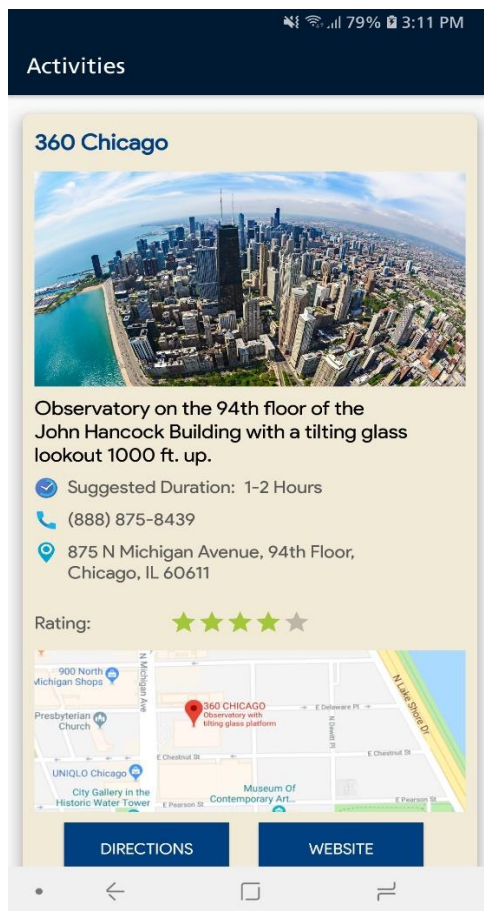 79% 3:11 PM
Activities
360 Chicago
Observatory on the 94th floor of the
John Hancock Building with a tilting glass
lookout 1000 ft. up.
Suggested Duration: 1-2 Hours
(888) 875-8439
875 N Michigan Avenue, 94th Floor,
Chicago, IL 60611
Rating:
900 North
Michigan Shops
N Michigan Ave
N Lake Shore Dr
360 CHICAGO
Observatory with
tilting glass platform
E Delaware Pl
Presbyterian
Church
N Dewitt Pl
E Chestnut St
E Chestnut St
UNIQLO Chicago
City Gallery in the
Historic Water Tower
E Pearson St
Museum Of
Contemporary Art...
E Pearson St
DIRECTIONS
WEBSITE